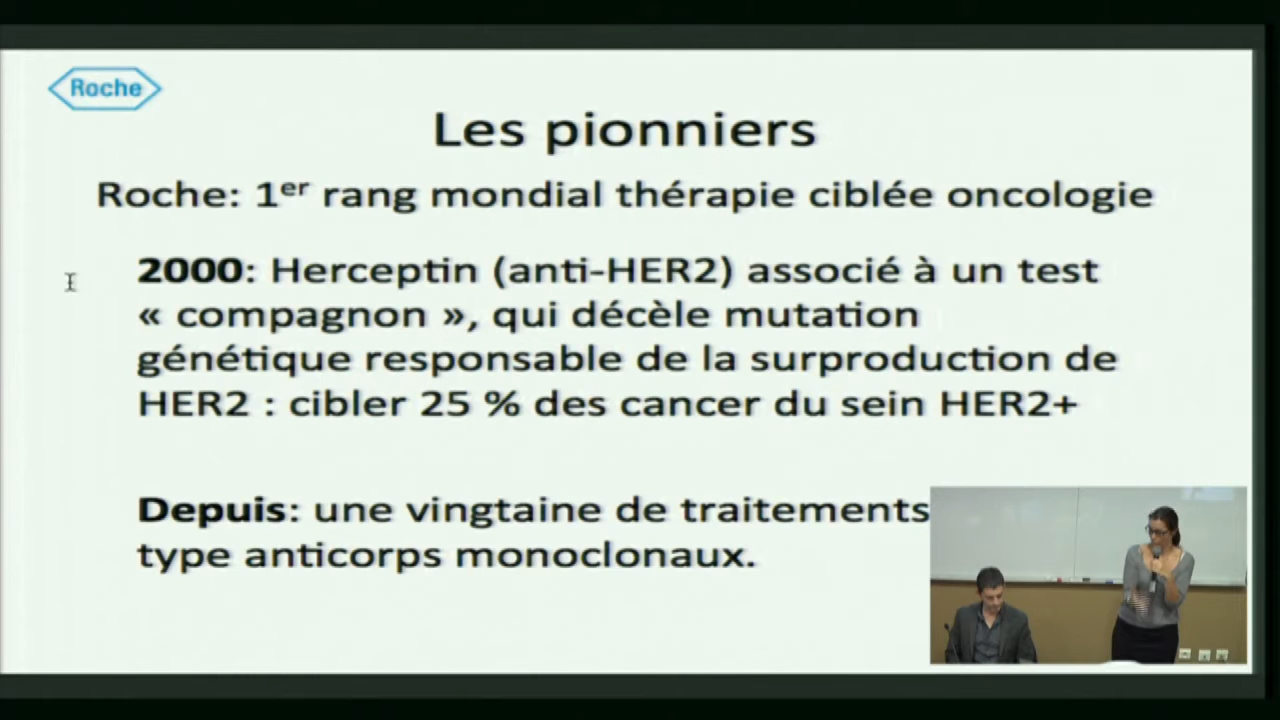 Roche
Les pionniers
Roche: 1er rang mondial thérapie ciblée oncologie
2000: Herceptin (anti-HER2) associé à un test
« compagnon », qui décèle mutation
génétique responsable de la surproduction de
HER2 : cibler 25 % des cancer du sein HER2+
Depuis: une vingtaine de traitements
type anticorps monoclonaux.